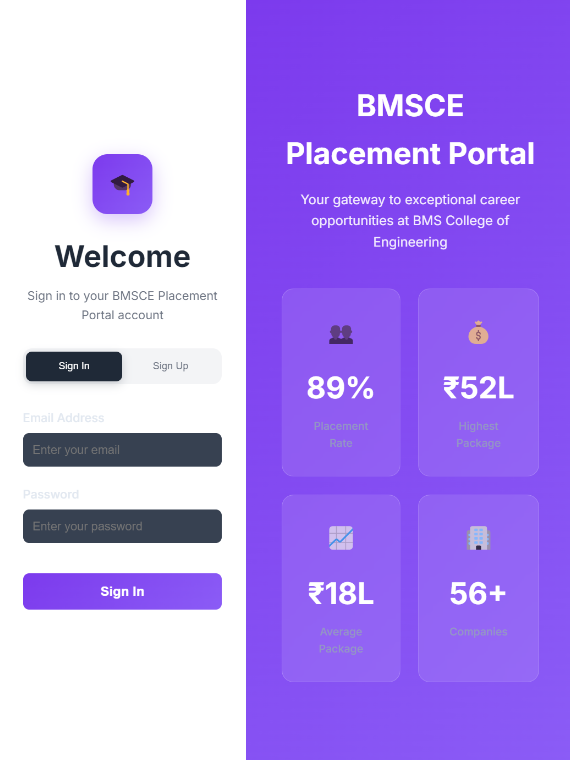 Welcome
Sign in to your BMSCE Placement
Portal account
Sign In
Sign Up
Email Address
Enter your email
Password
Enter your password
Sign In
BMSCE
Placement Portal
Your gateway to exceptional career
opportunities at BMS College of
Engineering
89%
Placement
Rate
₹52L
Highest
Package
₹18L
Average
Package
56+
Companies